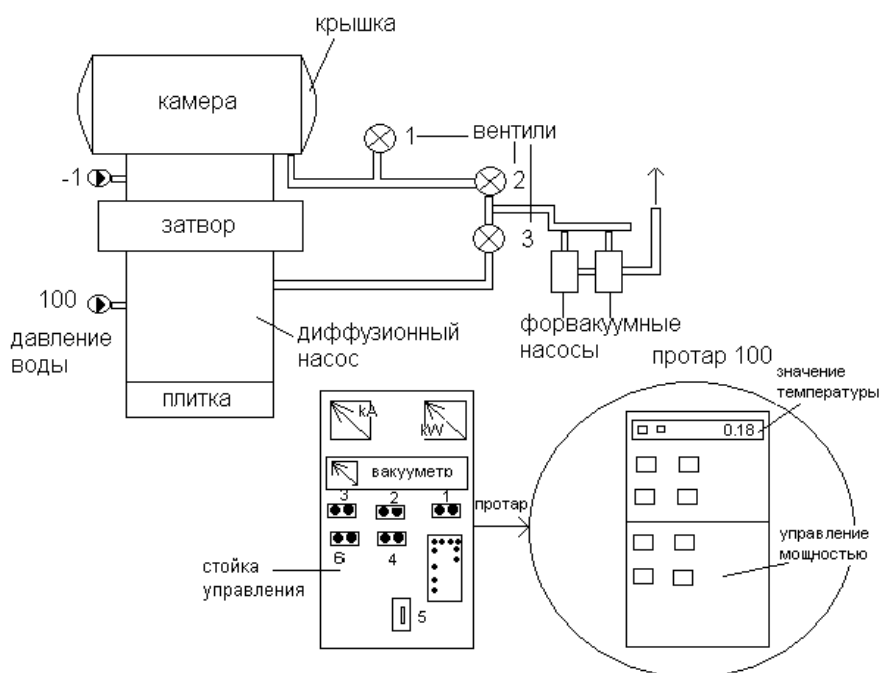 крышка
камера
1
вентили
-1
2
затвор
3
100
давление
воды
диффузионный
насос
форвакуумные
насосы
плитка
протар 100
значение
температуры
kA
kW
0.18
вакууметр
3
2
1
протар
6
4
управление
мощностью
стойка
управления
5